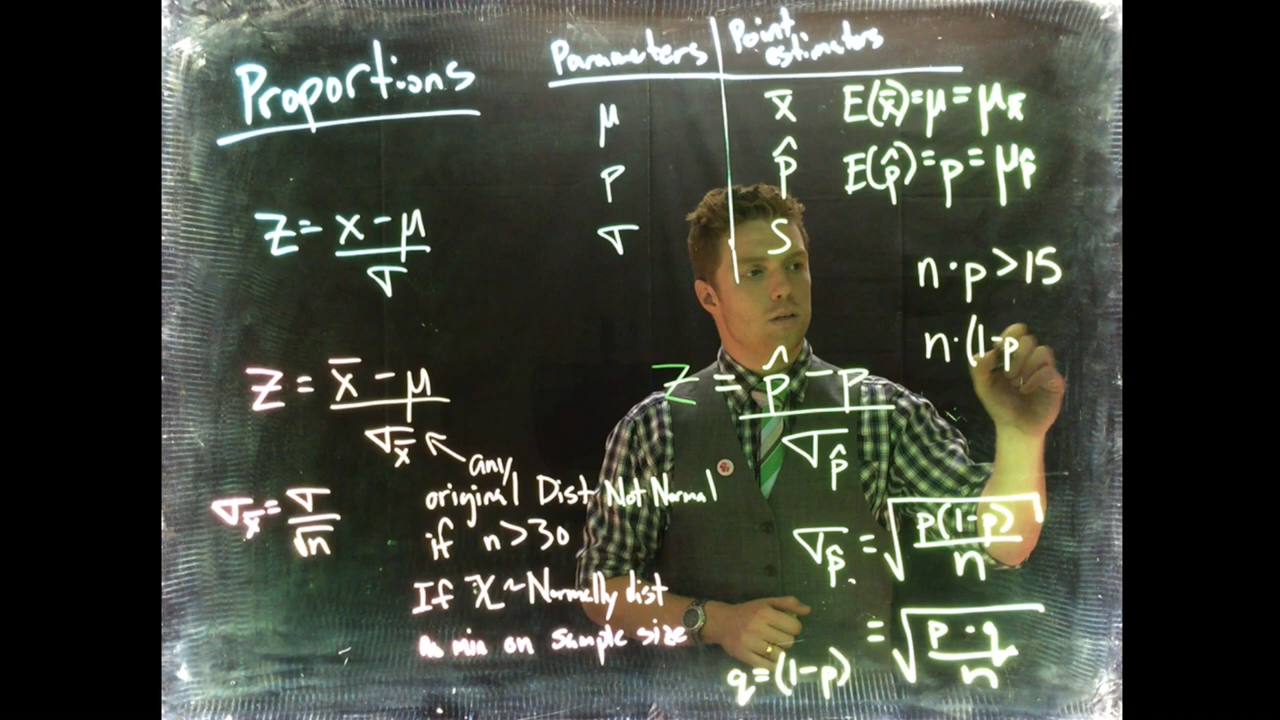 Proportions
Parameters | Point estimators
μ | x̄ E(x̄)=μ=μx̄
p | p̂ E(p̂)=p=μp̂
σ | S
Z = (x-μ)/σ
n·p>15
n·(1-p
Z = (x̄-μ)/σx̄
Z = (p̂-p)/σp̂
any
original Dist Not Normal
if n>30
σx̄ = σ/√n
If x ~ Normally dist
no min on sample size
σp̂ = √(p(1-p)/n)
= √(p·q/n)
q=(1-p)